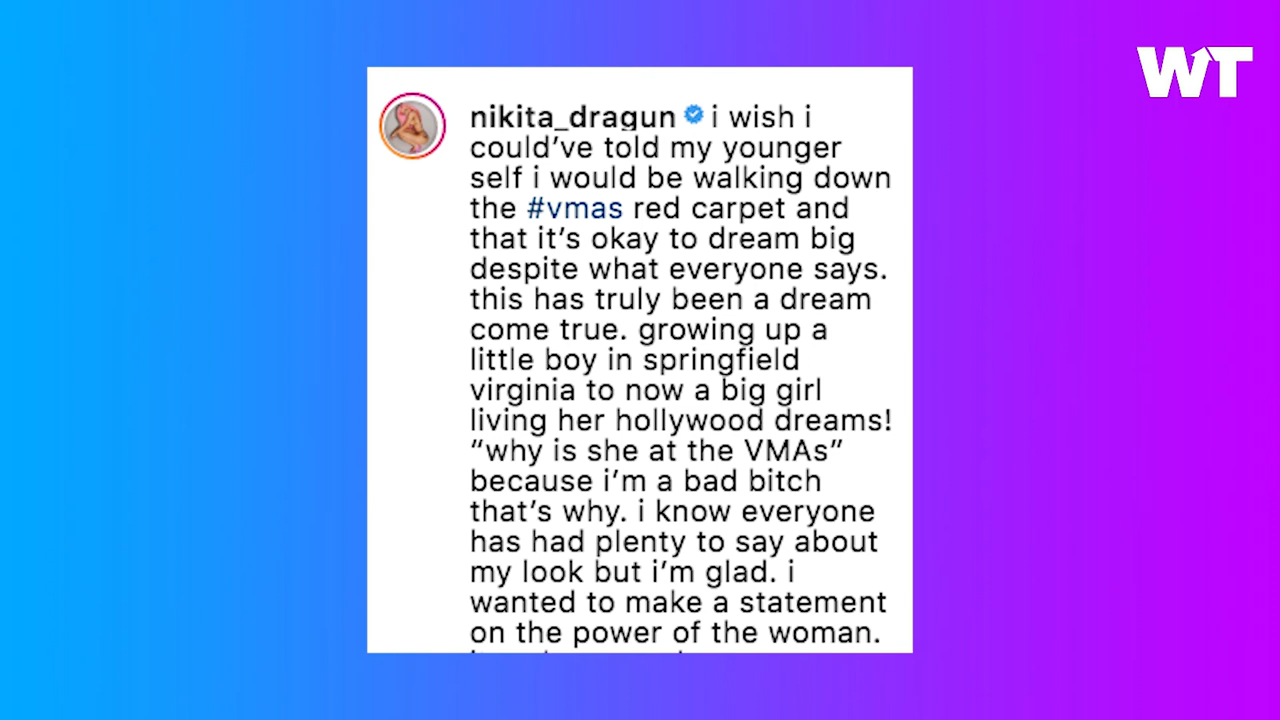 WT
nikita_dragun i wish i
could’ve told my younger
self i would be walking down
the #vmas red carpet and
that it’s okay to dream big
despite what everyone says.
this has truly been a dream
come true. growing up a
little boy in springfield
virginia to now a big girl
living her hollywood dreams!
“why is she at the VMAs”
because i’m a bad bitch
that’s why. i know everyone
has had plenty to say about
my look but i’m glad. i
wanted to make a statement
on the power of the woman.